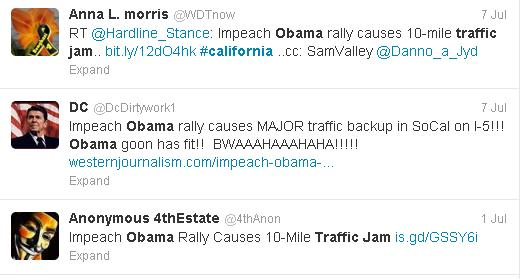 Anna L. morris @WDTnow 7 Jul
RT @Hardline_Stance: Impeach Obama rally causes 10-mile traffic
jam.. bit.ly/12dO4hk #california ..cc: SamValley @Danno_a_Jyd
Expand
DC @DcDirtywork1 7 Jul
Impeach Obama rally causes MAJOR traffic backup in SoCal on I-5!!!
Obama goon has fit!! BWAAAHAAAHAHA!!!!!
westernjournalism.com/impeach-obama-...
Expand
Anonymous 4thEstate @4thAnon 1 Jul
Impeach Obama Rally Causes 10-Mile Traffic Jam is.gd/GSSY6i
Expand